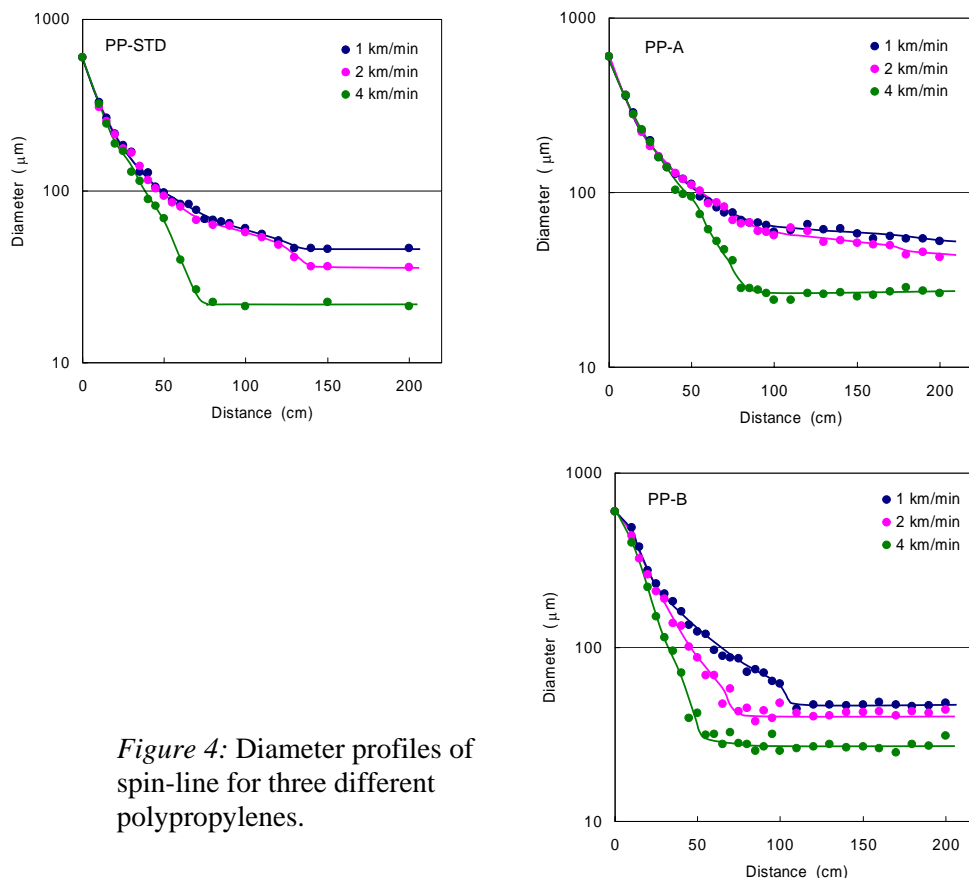 1000
PP-STD
1 km/min
2 km/min
4 km/min
100
10
Diameter ( μm)
0 50 100 150 200
Distance (cm)
1000
PP-A
1 km/min
2 km/min
4 km/min
100
10
Diameter ( μm)
0 50 100 150 200
Distance (cm)
1000
PP-B
1 km/min
2 km/min
4 km/min
100
10
Diameter ( μm)
0 50 100 150 200
Distance (cm)
Figure 4: Diameter profiles of
spin-line for three different
polypropylenes.